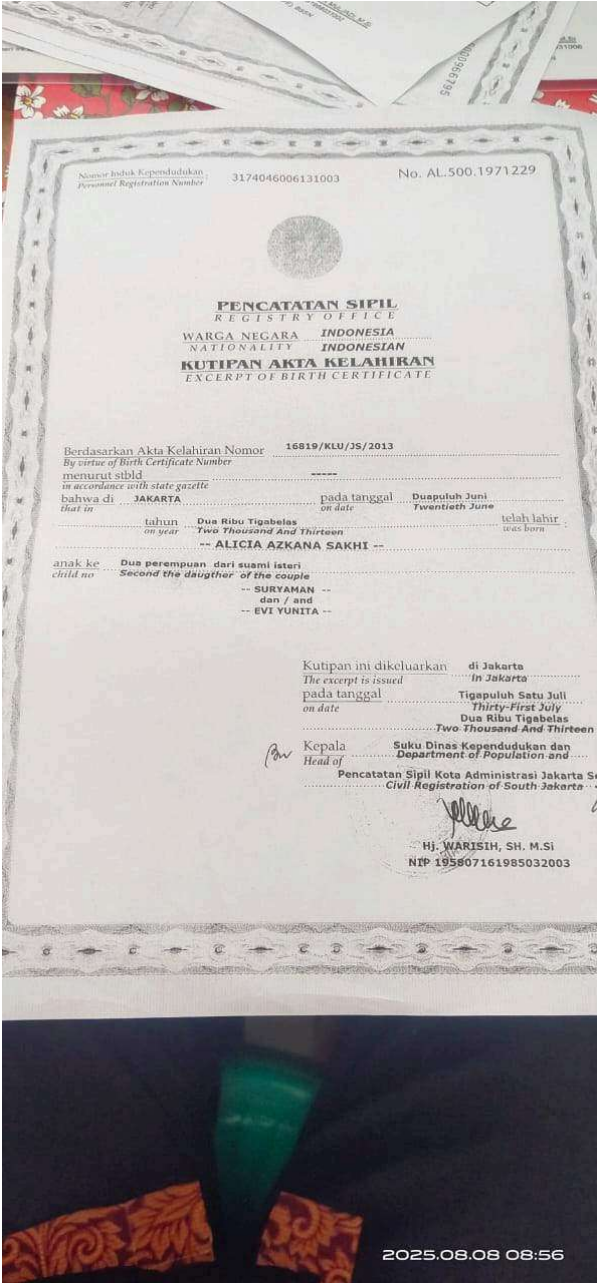 0800966795
Nomor Induk Kependudukan : 3174046006131003 No. AL.500.1971229
Personnel Registration Number
PENCATATAN SIPIL
REGISTRY OFFICE
WARGA NEGARA INDONESIA
NATIONALITY INDONESIAN
KUTIPAN AKTA KELAHIRAN
EXCERPT OF BIRTH CERTIFICATE
Berdasarkan Akta Kelahiran Nomor 16819/KLU/JS/2013
By virtue of Birth Certificate Number
menurut stbld -----
in accordance with state gazette
bahwa di JAKARTA pada tanggal Duapuluh Juni
that in on date Twentieth June
tahun Dua Ribu Tigabelas telah lahir :
on year Two Thousand And Thirteen was born
-- ALICIA AZKANA SAKHI --
anak ke Dua perempuan dari suami isteri
child no Second the daugther of the couple
-- SURYAMAN --
dan / and
-- EVI YUNITA --
Kutipan ini dikeluarkan di Jakarta
The excerpt is issued in Jakarta
pada tanggal Tigapuluh Satu Juli
on date Thirty-First July
Dua Ribu Tigabelas
Two Thousand And Thirteen
Kepala Suku Dinas Kependudukan dan
Head of Department of Population and
Pencatatan Sipil Kota Administrasi Jakarta Se
Civil Registration of South Jakarta
Hj. WARISIH, SH. M.Si
NIP 195807161985032003
2025.08.08 08:56